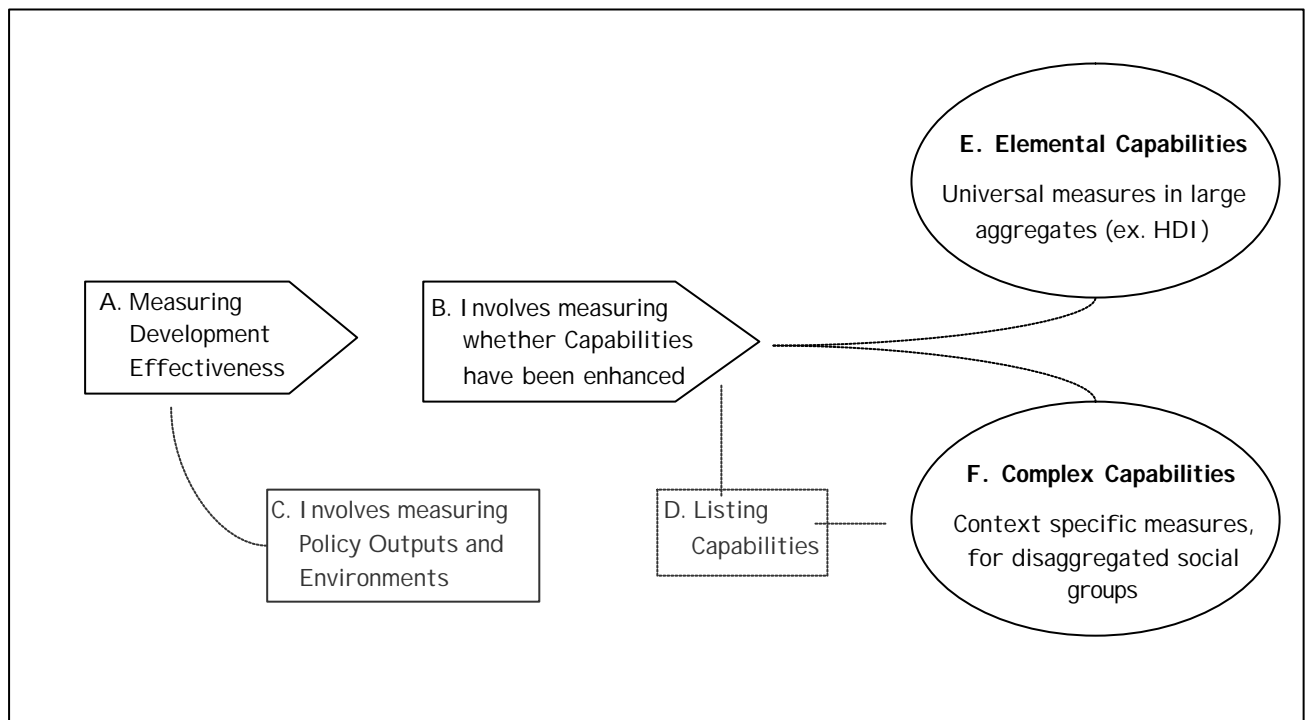 A. Measuring
Development
Effectiveness
B. Involves measuring
whether Capabilities
have been enhanced
C. Involves measuring
Policy Outputs and
Environments
D. Listing
Capabilities
E. Elemental Capabilities
Universal measures in large
aggregates (ex. HDI)
F. Complex Capabilities
Context specific measures,
for disaggregated social
groups